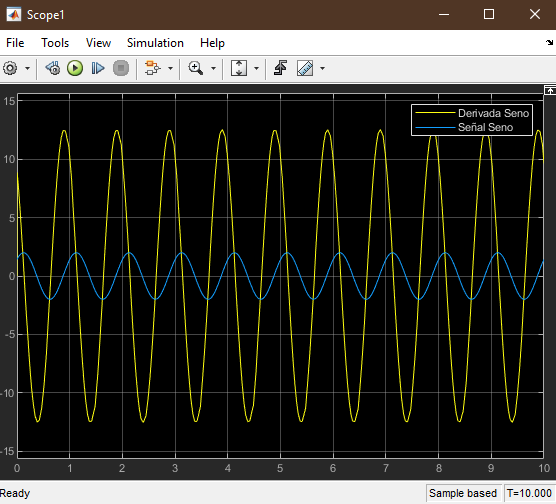 Scope1
File Tools View Simulation Help
Derivada Seno
Señal Seno
15
10
5
0
-5
-10
-15
0 1 2 3 4 5 6 7 8 9 10
Ready
Sample based T=10.000